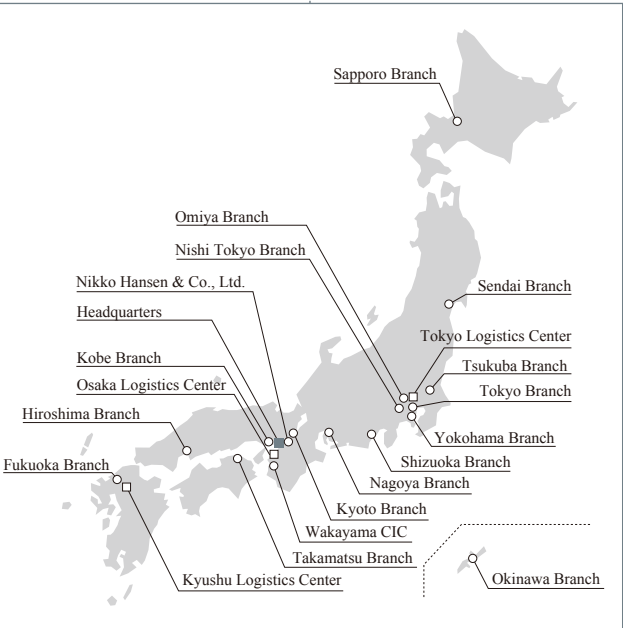 Sapporo Branch
Omiya Branch
Nishi Tokyo Branch
Nikko Hansen & Co., Ltd.
Sendai Branch
Headquarters
Tokyo Logistics Center
Kobe Branch
Tsukuba Branch
Osaka Logistics Center
Tokyo Branch
Hiroshima Branch
Yokohama Branch
Fukuoka Branch
Shizuoka Branch
Nagoya Branch
Kyoto Branch
Wakayama CIC
Takamatsu Branch
Kyushu Logistics Center
Okinawa Branch